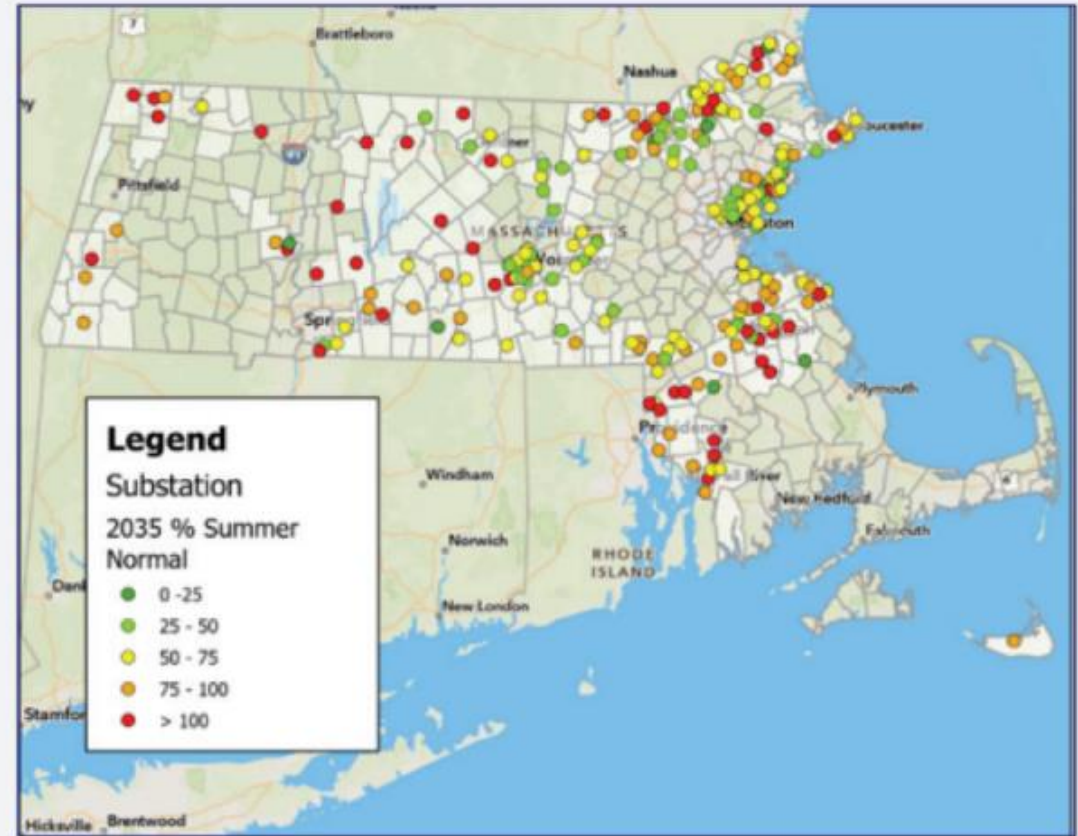 7
Brattleboro
Nashua
Pittsfield
MASSACHUSETTS
Plymouth
Windham
New Bedford
Falmouth
Norwich
RHODE
ISLAND
New London
Hicksville
Brentwood
Legend
Substation
2035 % Summer
Normal
0 -25
25 - 50
50 - 75
75 - 100
> 100